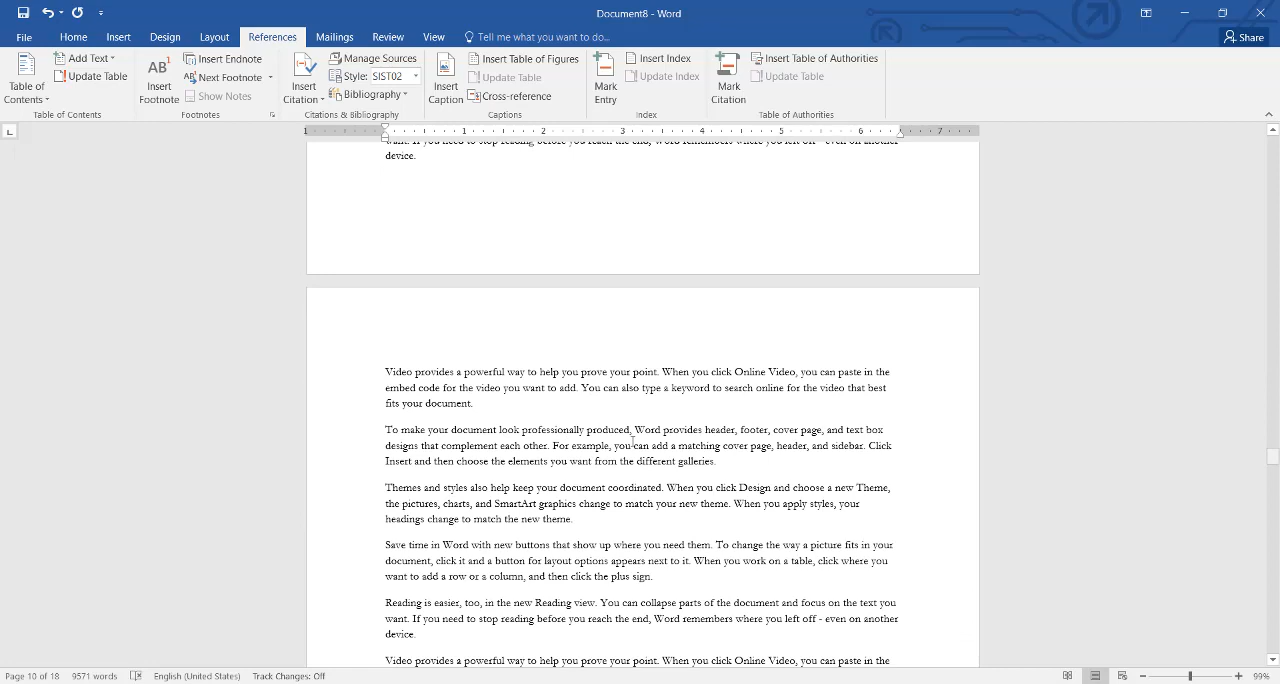 Document8 - Word
File Home Insert Design Layout References Mailings Review View Tell me what you want to do... Share
Table of Contents
Add Text
Update Table
Table of Contents
AB1 Insert Footnote
Insert Endnote
AB1 Next Footnote
Show Notes
Footnotes
Insert Citation
Manage Sources
Style: SIST02
Bibliography
Citations & Bibliography
Insert Caption
Insert Table of Figures
Update Table
Cross-reference
Captions
Mark Entry
Insert Index
Update Index
Index
Mark Citation
Insert Table of Authorities
Update Table
Table of Authorities
1 1 2 3 4 5 6 7
want. If you need to stop reading before you reach the end, Word remembers where you left off - even on another
device.
Video provides a powerful way to help you prove your point. When you click Online Video, you can paste in the
embed code for the video you want to add. You can also type a keyword to search online for the video that best
fits your document.
To make your document look professionally produced, Word provides header, footer, cover page, and text box
designs that complement each other. For example, you can add a matching cover page, header, and sidebar. Click
Insert and then choose the elements you want from the different galleries.
Themes and styles also help keep your document coordinated. When you click Design and choose a new Theme,
the pictures, charts, and SmartArt graphics change to match your new theme. When you apply styles, your
headings change to match the new theme.
Save time in Word with new buttons that show up where you need them. To change the way a picture fits in your
document, click it and a button for layout options appears next to it. When you work on a table, click where you
want to add a row or a column, and then click the plus sign.
Reading is easier, too, in the new Reading view. You can collapse parts of the document and focus on the text you
want. If you need to stop reading before you reach the end, Word remembers where you left off - even on another
device.
Video provides a powerful way to help you prove your point. When you click Online Video, you can paste in the
Page 10 of 18 9571 words English (United States) Track Changes: Off 99%